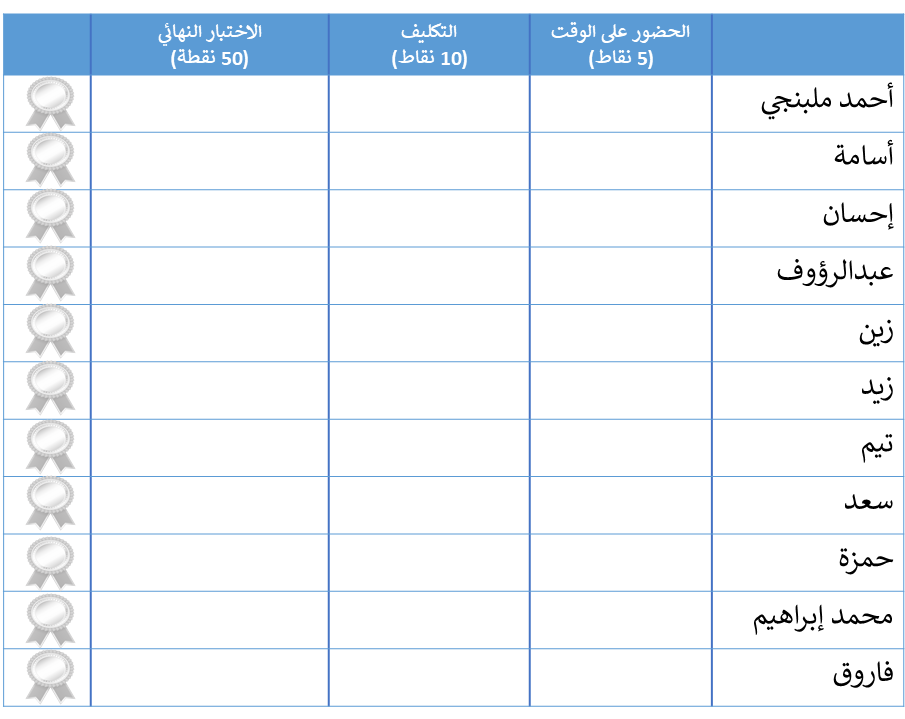 الحضور على الوقت
(5 نقاط)
التكليف
(10 نقاط)
الاختبار النهائي
(50 نقطة)
أحمد ملبنجي
أسامة
إحسان
عبدالرؤوف
زين
زيد
تيم
سعد
حمزة
محمد إبراهيم
فاروق